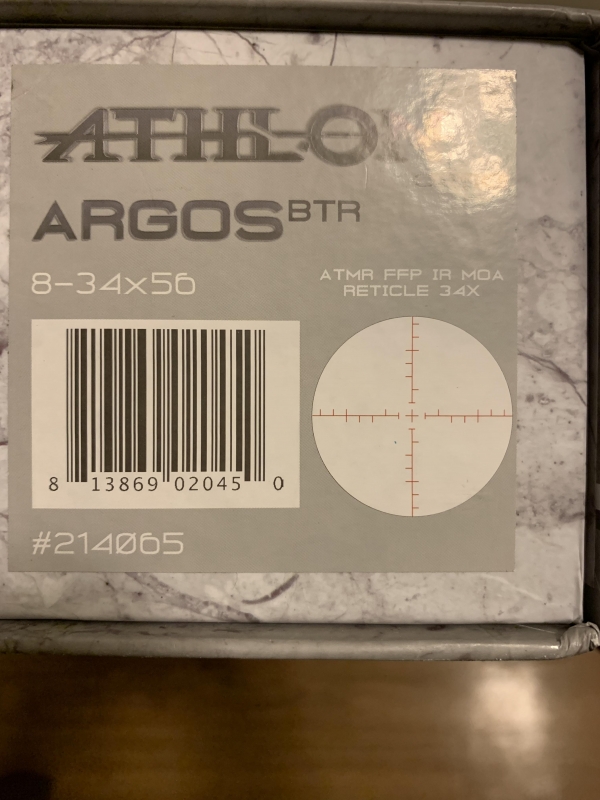 ATHLON
ARGOS BTR
8-34x56
ATMR FFP IR MOA
RETICLE 34X
8 13869 02045 0
#214065